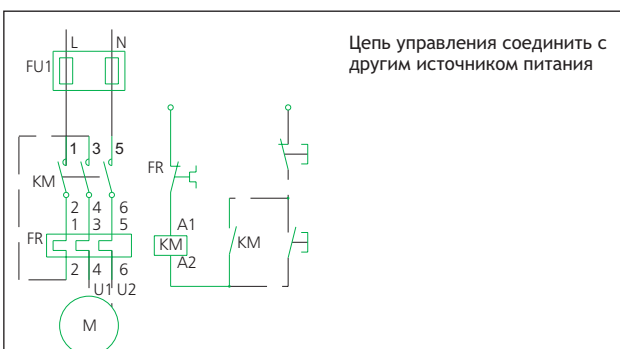 Цепь управления соединить с
другим источником питания
L N
FU1
1 3 5
KM
FR
2 4 6
1 3 5
A1
FR
KM
KM
A2
2 4 6
U1 U2
M